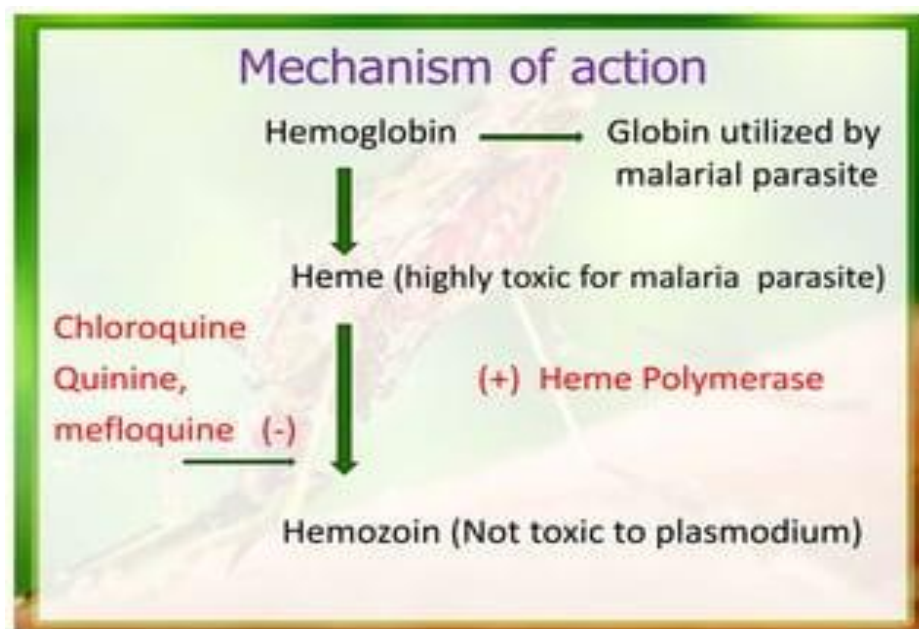 Mechanism of action
Hemoglobin
Globin utilized by
malarial parasite
Heme (highly toxic for malaria parasite)
Chloroquine
Quinine,
mefloquine (-)
(+) Heme Polymerase
Hemozoin (Not toxic to plasmodium)